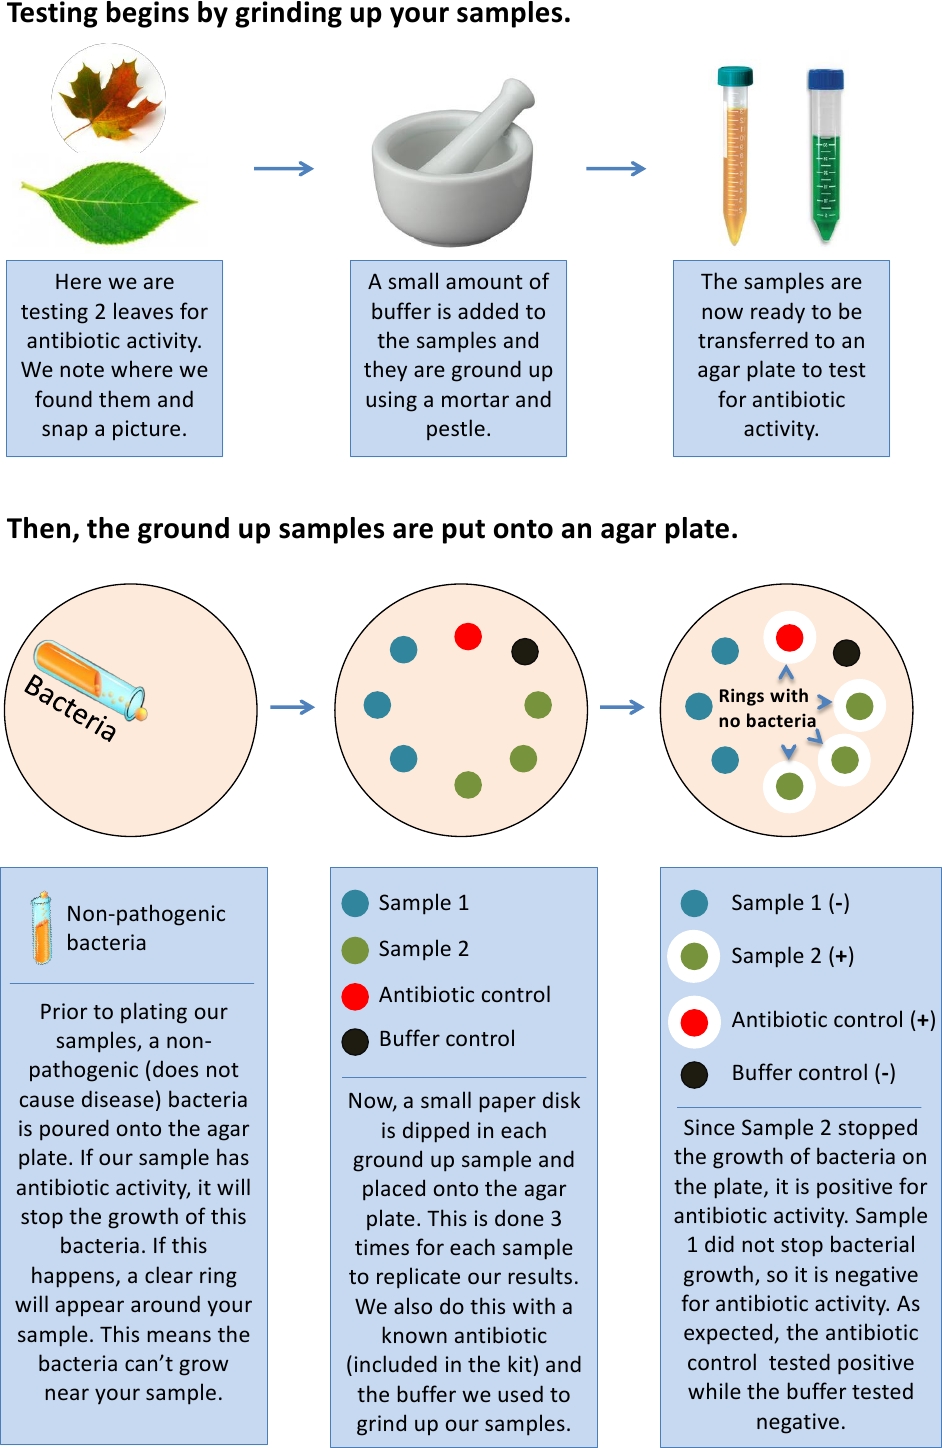 Testing begins by grinding up your samples.
Here we are
testing 2 leaves for
antibiotic activity.
We note where we
found them and
snap a picture.
A small amount of
buffer is added to
the samples and
they are ground up
using a mortar and
pestle.
The samples are
now ready to be
transferred to an
agar plate to test
for antibiotic
activity.
Then, the ground up samples are put onto an agar plate.
Bacteria
Rings with
no bacteria
Non-pathogenic
bacteria
Prior to plating our
samples, a non-
pathogenic (does not
cause disease) bacteria
is poured onto the agar
plate. If our sample has
antibiotic activity, it will
stop the growth of this
bacteria. If this
happens, a clear ring
will appear around your
sample. This means the
bacteria can't grow
near your sample.
Sample 1
Sample 2
Antibiotic control
Buffer control
Now, a small paper disk
is dipped in each
ground up sample and
placed onto the agar
plate. This is done 3
times for each sample
to replicate our results.
We also do this with a
known antibiotic
(included in the kit) and
the buffer we used to
grind up our samples.
Sample 1 (-)
Sample 2 (+)
Antibiotic control (+)
Buffer control (-)
Since Sample 2 stopped
the growth of bacteria on
the plate, it is positive for
antibiotic activity. Sample
1 did not stop bacterial
growth, so it is negative
for antibiotic activity. As
expected, the antibiotic
control tested positive
while the buffer tested
negative.